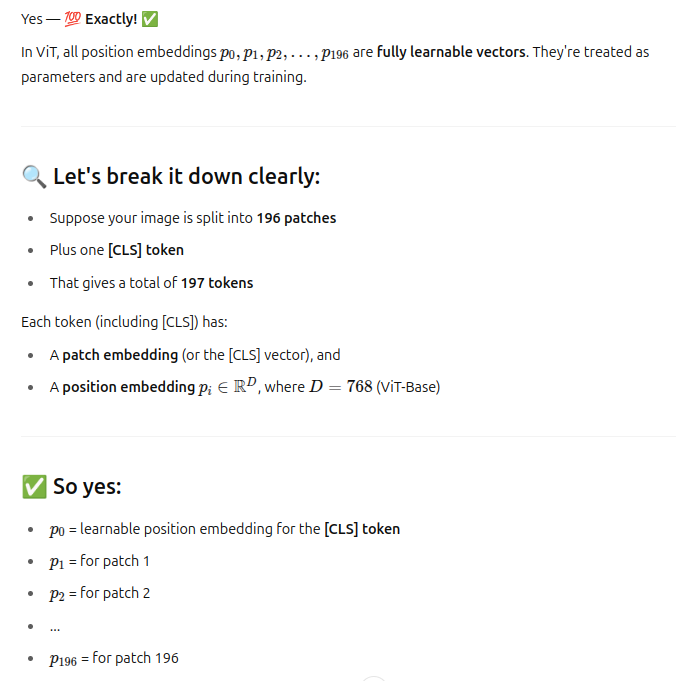 Yes — 💯 Exactly! ✅
In ViT, all position embeddings p₀, p₁, p₂, . . . , p₁₉₆ are fully learnable vectors. They're treated as
parameters and are updated during training.
🔍 Let's break it down clearly:
• Suppose your image is split into 196 patches
• Plus one [CLS] token
• That gives a total of 197 tokens
Each token (including [CLS]) has:
• A patch embedding (or the [CLS] vector), and
• A position embedding pᵢ ∈ ℝᴰ, where D = 768 (ViT-Base)
✅ So yes:
• p₀ = learnable position embedding for the [CLS] token
• p₁ = for patch 1
• p₂ = for patch 2
• ...
• p₁₉₆ = for patch 196